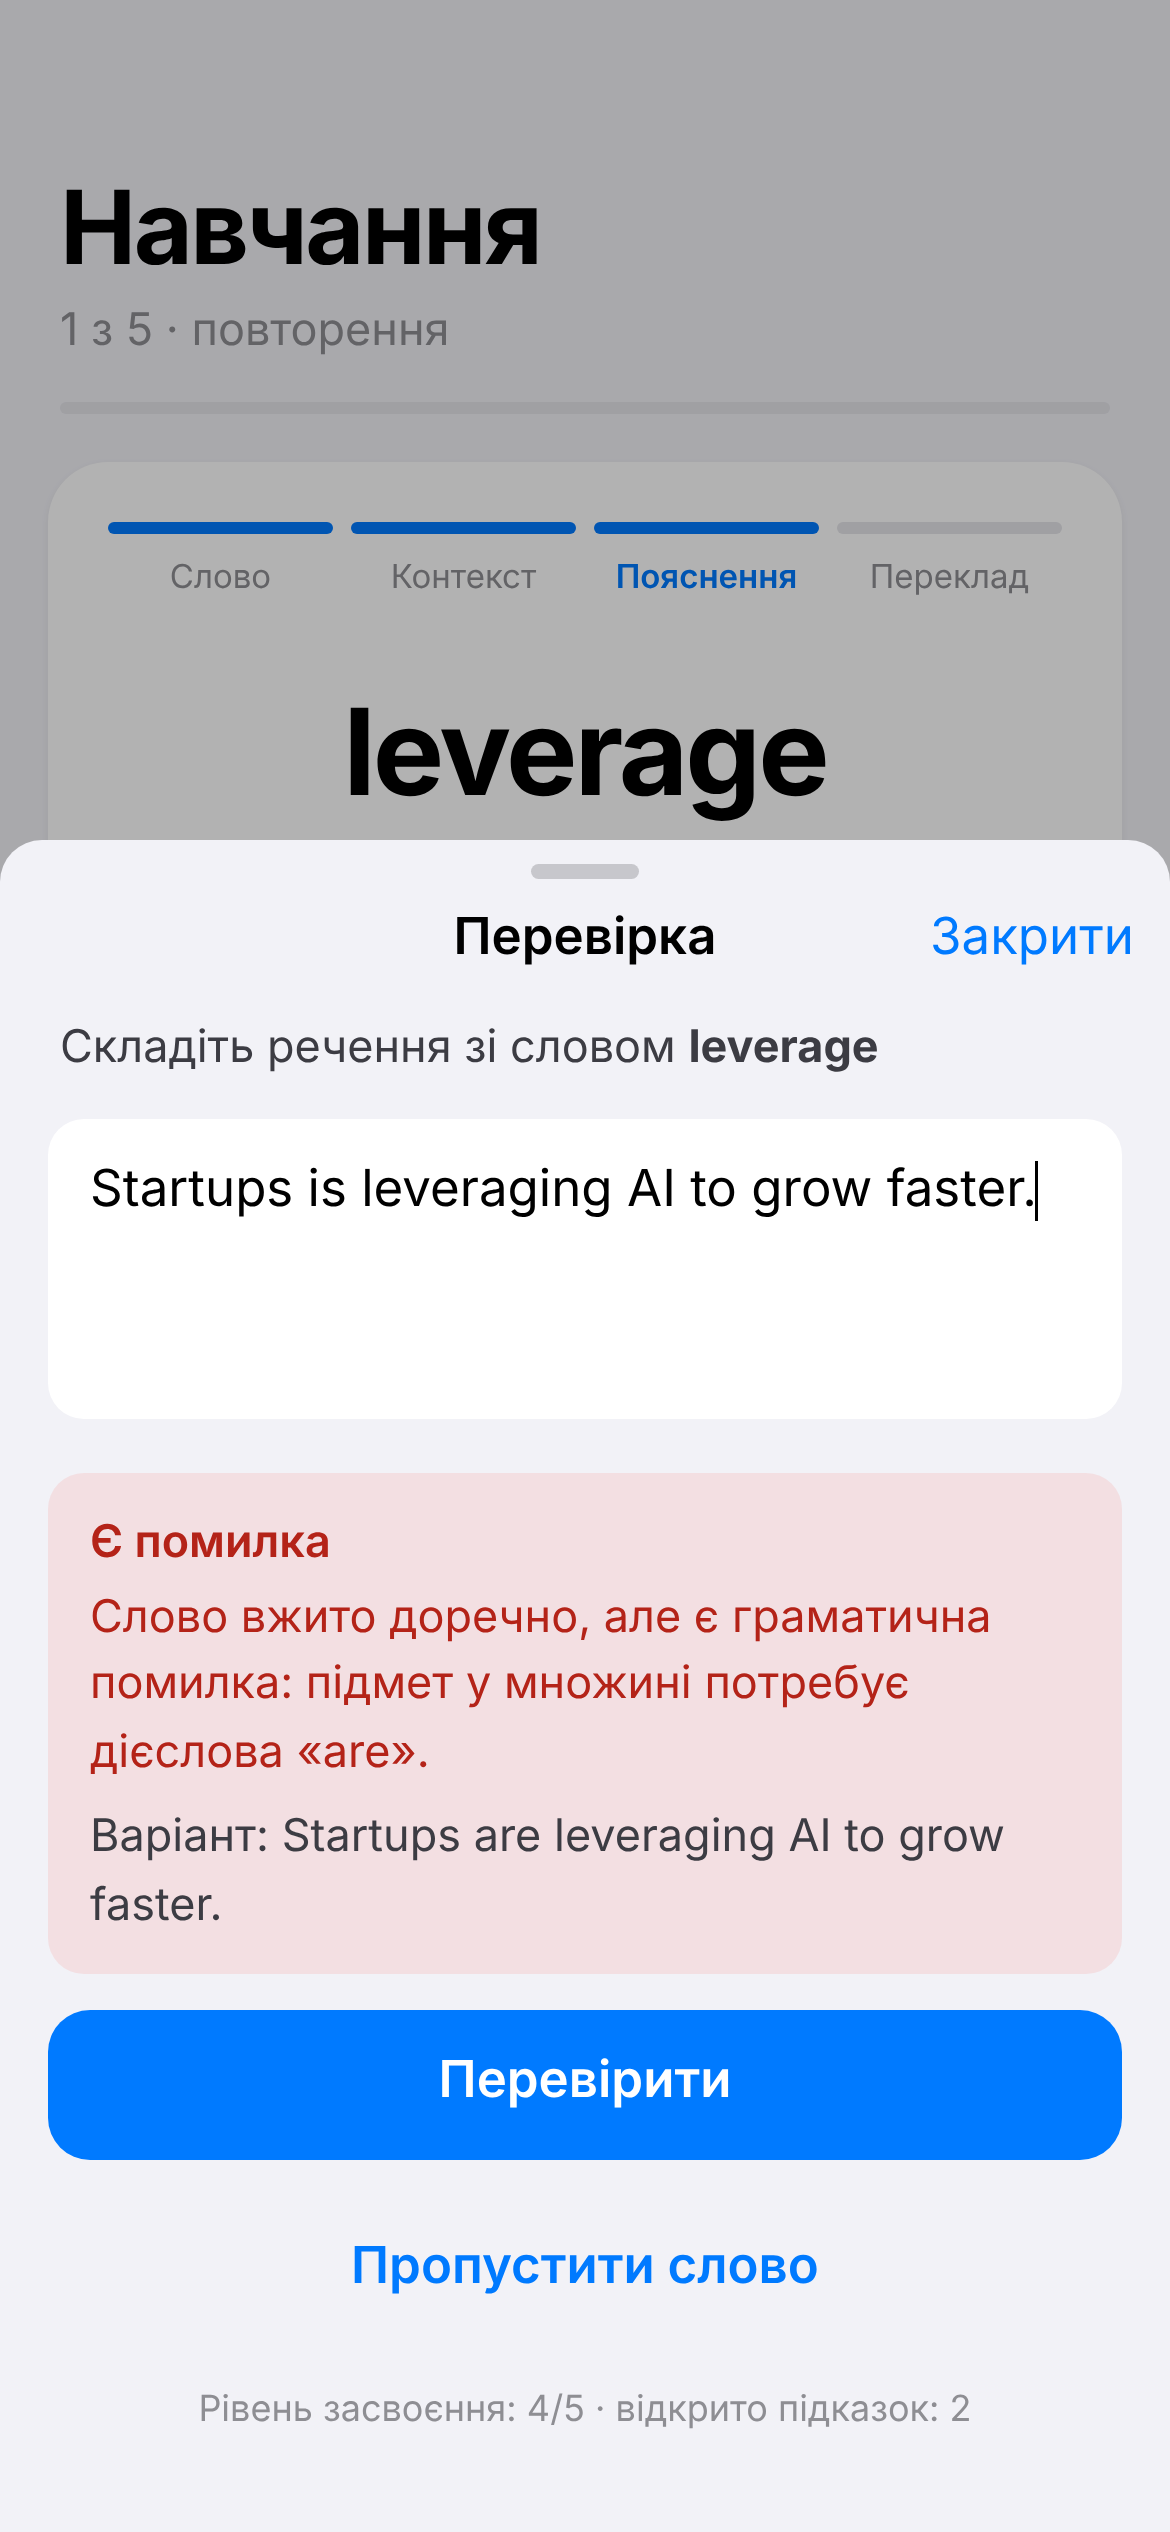 Навчання
1 з 5 · повторення
Слово
Контекст
Пояснення
Переклад
leverage
Перевірка
Закрити
Складіть речення зі словом leverage
Startups is leveraging AI to grow faster.
Є помилка
Слово вжито доречно, але є граматична
помилка: підмет у множині потребує
дієслова «are».
Варіант: Startups are leveraging AI to grow
faster.
Перевірити
Пропустити слово
Рівень засвоєння: 4/5 · відкрито підказок: 2